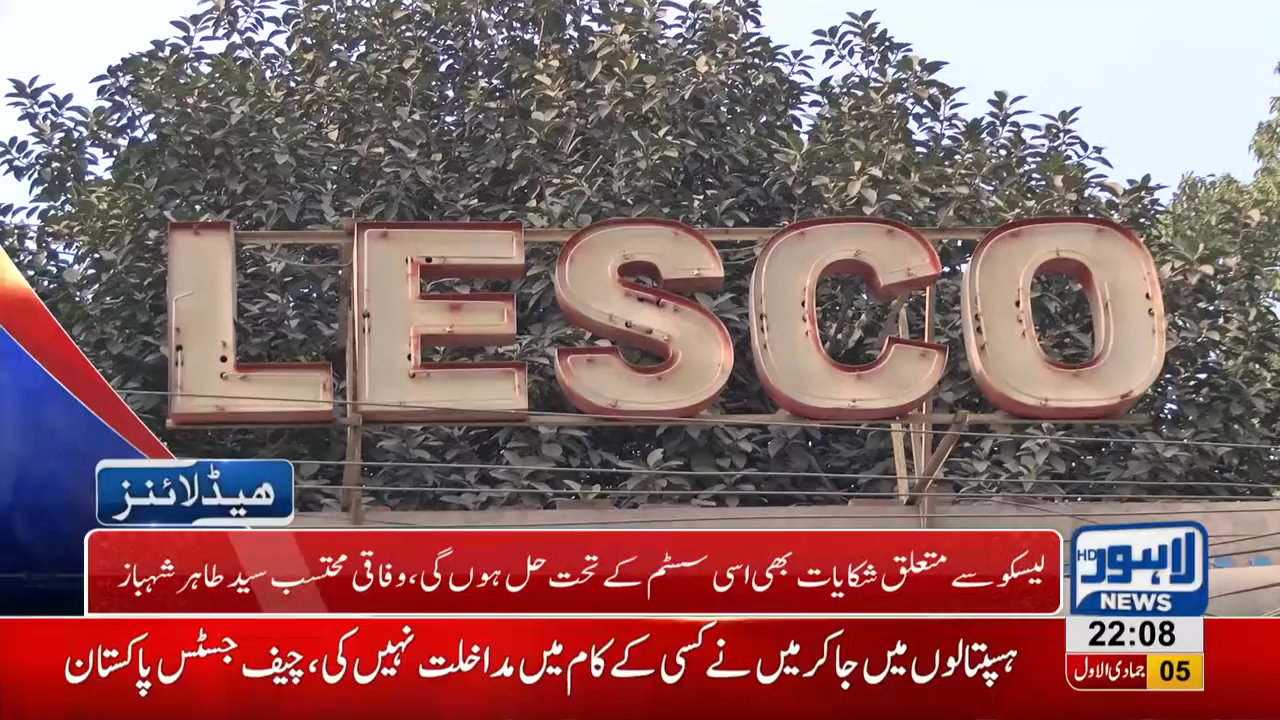 LESCO
ہیڈلائنز
لیسکو سے متعلق شکایات بھی اسی سسٹم کے تحت حل ہوں گی، وفاقی محتسب سید طاہر شہباز
لاہور HD
NEWS
22:08
ہسپتالوں میں جا کر میں نے کسی کے کام میں مداخلت نہیں کی، چیف جسٹس پاکستان
05 جمادی الاول